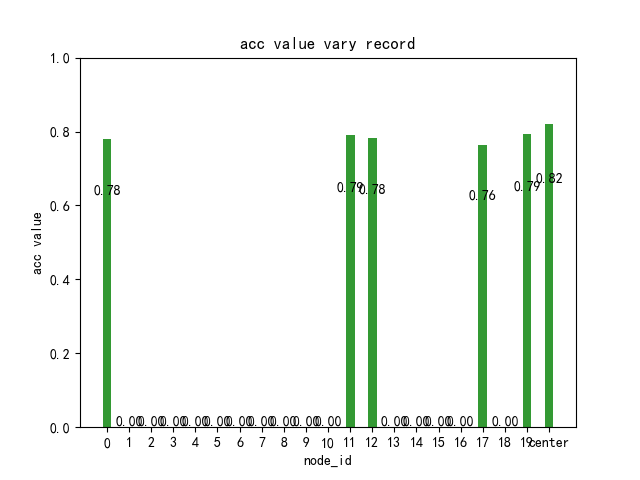 acc value vary record
acc value
1.0
0.8
0.6
0.4
0.2
0.0
0.78 0.00 0.00 0.00 0.00 0.00 0.00 0.00 0.00 0.00 0.00 0.79 0.78 0.00 0.00 0.00 0.00 0.76 0.00 0.79 0.82
0 1 2 3 4 5 6 7 8 9 10 11 12 13 14 15 16 17 18 19 center
node_id